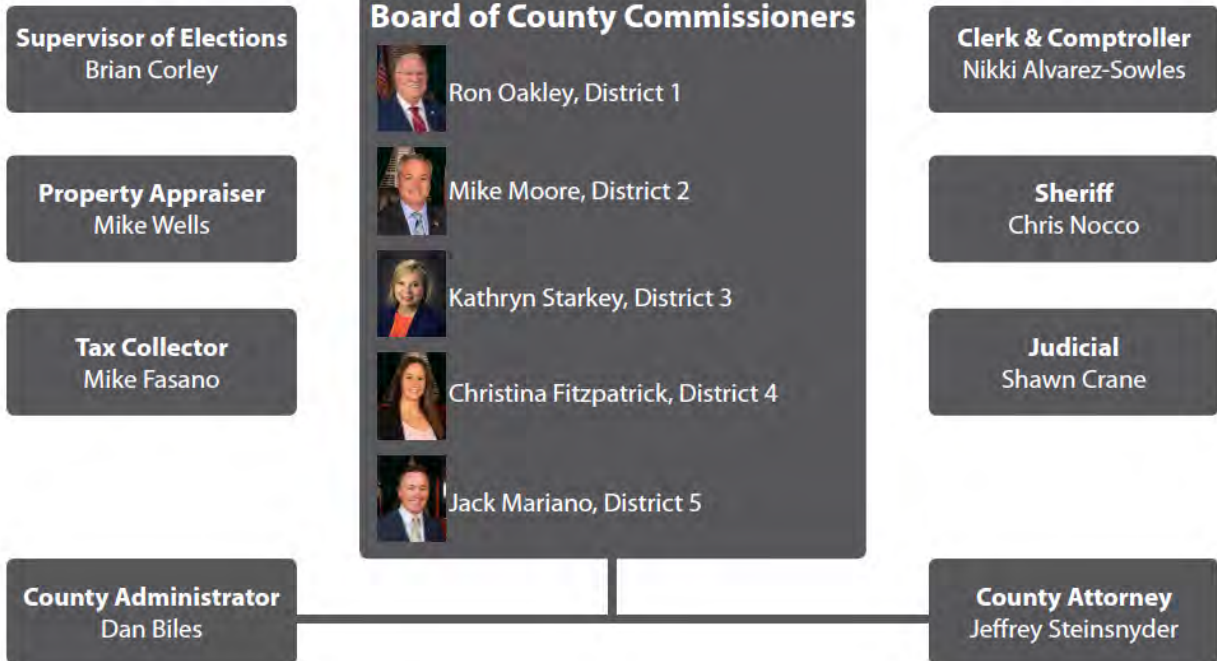 Board of County Commissioners
Ron Oakley, District 1
Mike Moore, District 2
Kathryn Starkey, District 3
Christina Fitzpatrick, District 4
Jack Mariano, District 5
Supervisor of Elections
Brian Corley
Property Appraiser
Mike Wells
Tax Collector
Mike Fasano
Clerk & Comptroller
Nikki Alvarez-Sowles
Sheriff
Chris Nocco
Judicial
Shawn Crane
County Administrator
Dan Biles
County Attorney
Jeffrey Steinsnyder